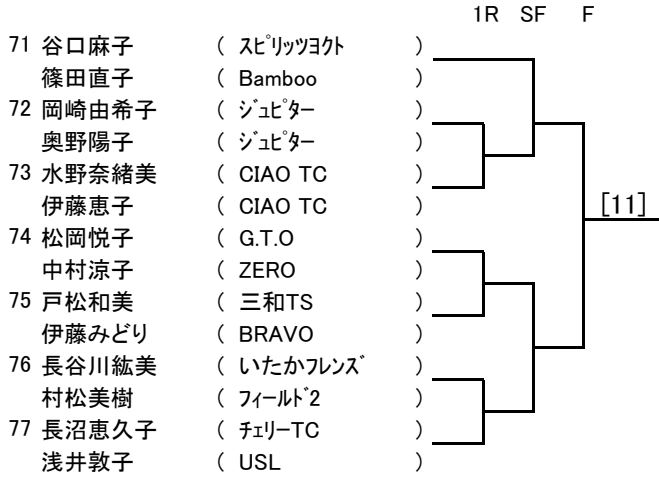 1R SF F
71 谷口麻子 ( ｽﾋﾟﾘッツﾖｸﾄ )
篠田直子 ( Bamboo )
72 岡崎由希子 ( ｼﾞｭﾋﾟﾀｰ )
奥野陽子 ( ｼﾞｭﾋﾟﾀｰ )
73 水野奈緒美 ( CIAO TC )
伊藤恵子 ( CIAO TC )
[11]
74 松岡悦子 ( G.T.O )
中村涼子 ( ZERO )
75 戸松和美 ( 三和TS )
伊藤みどり ( BRAVO )
76 長谷川紘美 ( いたかﾌﾚﾝｽﾞ )
村松美樹 ( ﾌｨｰﾙﾄﾞ2 )
77 長沼恵久子 ( ﾁｪﾘｰTC )
浅井敦子 ( USL )